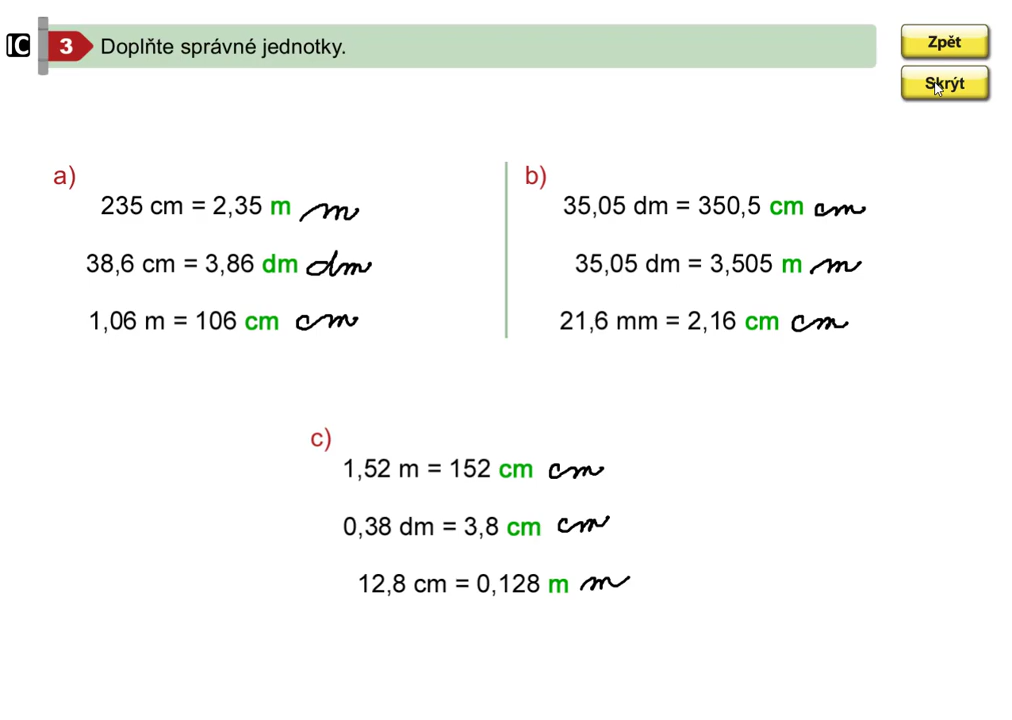 IC
3 Doplňte správné jednotky.
Zpět
Skrýt
a)
235 cm = 2,35 m m
38,6 cm = 3,86 dm dm
1,06 m = 106 cm cm
b)
35,05 dm = 350,5 cm cm
35,05 dm = 3,505 m m
21,6 mm = 2,16 cm cm
c)
1,52 m = 152 cm cm
0,38 dm = 3,8 cm cm
12,8 cm = 0,128 m m